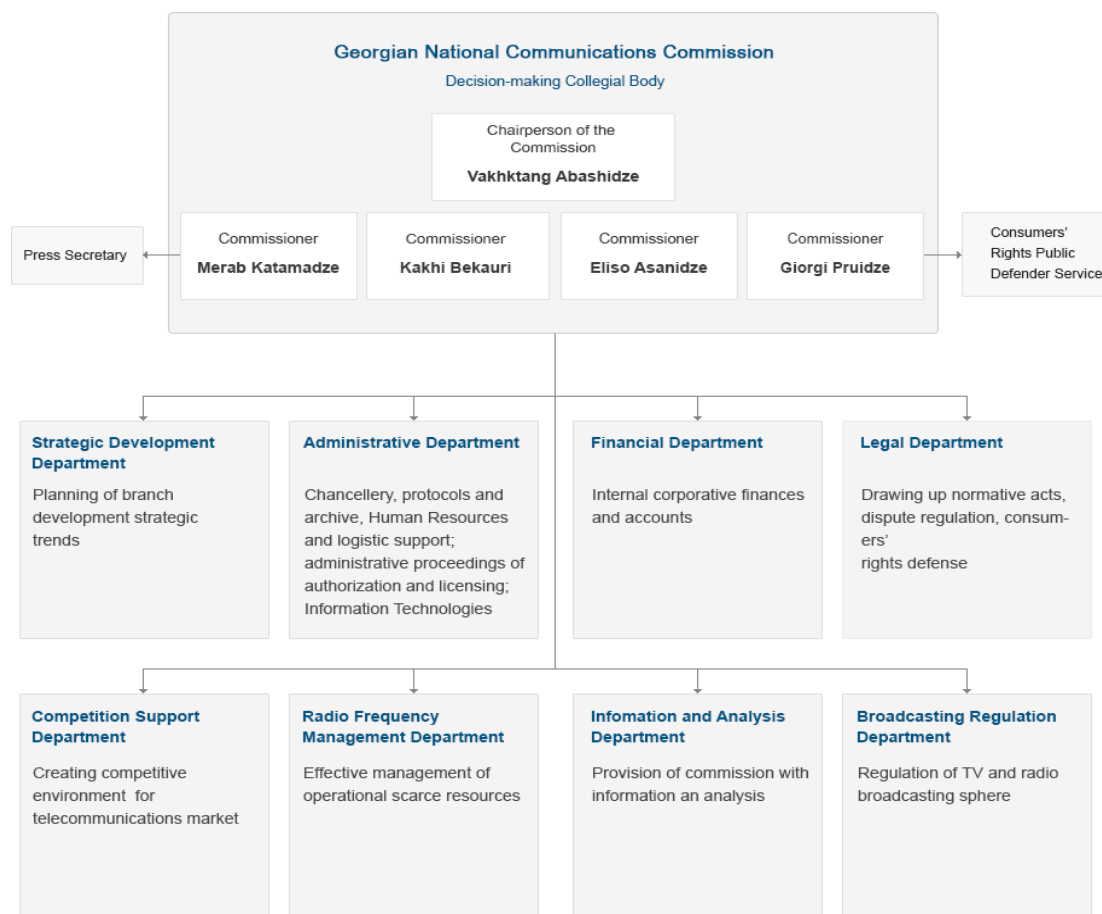 Georgian National Communications Commission
Decision-making Collegial Body
Chairperson of the
Commission
Vakhktang Abashidze
Press Secretary
Commissioner
Merab Katamadze
Commissioner
Kakhi Bekauri
Commissioner
Eliso Asanidze
Commissioner
Giorgi Pruidze
Consumers'
Rights Public
Defender Service
Strategic Development
Department
Planning of branch
development strategic
trends
Administrative Department
Chancellery, protocols and
archive, Human Resources
and logistic support;
administrative proceedings of
authorization and licensing;
Information Technologies
Financial Department
Internal corporative finances
and accounts
Legal Department
Drawing up normative acts,
dispute regulation, consum-
ers'
rights defense
Competition Support
Department
Creating competitive
environment for
telecommunications market
Radio Frequency
Management Department
Effective management of
operational scarce resources
Infomation and Analysis
Department
Provision of commission with
information an analysis
Broadcasting Regulation
Department
Regulation of TV and radio
broadcasting sphere